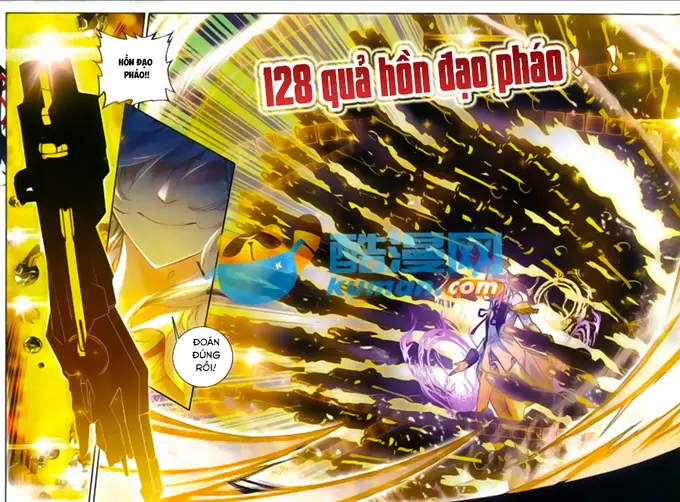 HỒN ĐẠO
PHÁO!!
128 quả hồn đạo pháo!!
酷漫网
Kuman.com
ĐOÁN
ĐÚNG
RỒI!